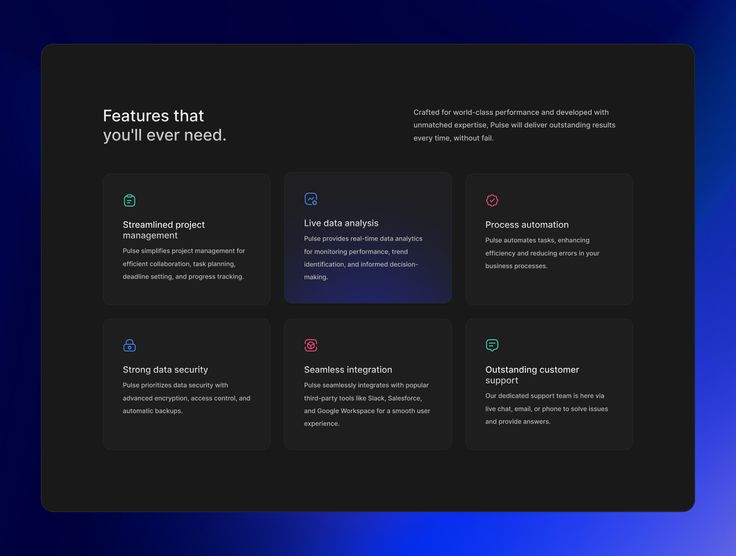 Features that
you'll ever need.
Crafted for world-class performance and developed with
unmatched expertise, Pulse will deliver outstanding results
every time, without fail.
Streamlined project
management
Pulse simplifies project management for
efficient collaboration, task planning,
deadline setting, and progress tracking.
Live data analysis
Pulse provides real-time data analytics
for monitoring performance, trend
identification, and informed decision-
making.
Process automation
Pulse automates tasks, enhancing
efficiency and reducing errors in your
business processes.
Strong data security
Pulse prioritizes data security with
advanced encryption, access control, and
automatic backups.
Seamless integration
Pulse seamlessly integrates with popular
third-party tools like Slack, Salesforce,
and Google Workspace for a smooth user
experience.
Outstanding customer
support
Our dedicated support team is here via
live chat, email, or phone to solve issues
and provide answers.